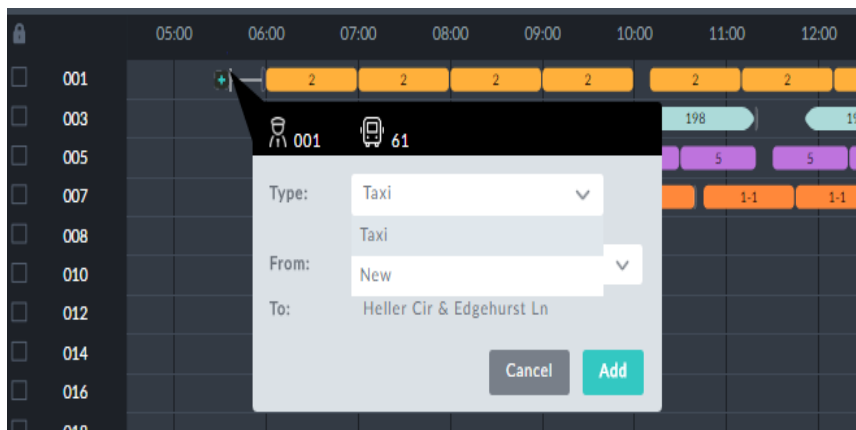 05:00 06:00 07:00 08:00 09:00 10:00 11:00 12:00
001 2 2 2 2 2 2
003 198 19
001 61
005 5 5
007 1-1 1-1
Type: Taxi
Taxi
008
From:
New
010
To: Heller Cir & Edgehurst Ln
012
014
Cancel Add
016